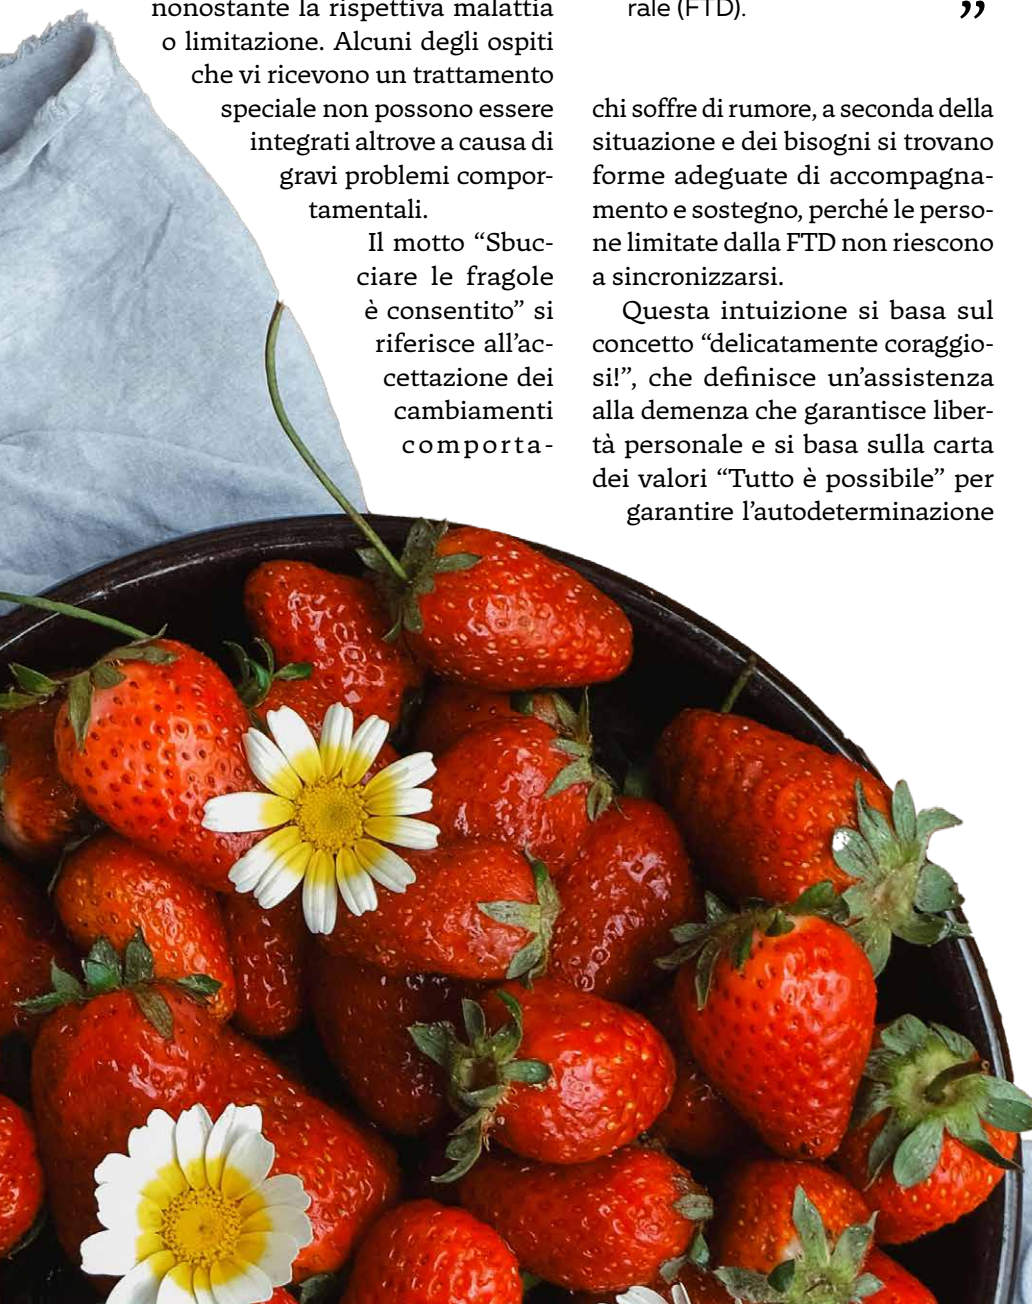 nonostante la rispettiva malattia
o limitazione. Alcuni degli ospiti
che vi ricevono un trattamento
speciale non possono essere
integrati altrove a causa di
gravi problemi compor-
tamentali.
Il motto “Sbuc-
ciare le fragole
è consentito” si
riferisce all’ac-
cettazione dei
cambiamenti
comporta-
rale (FTD).
”
chi soffre di rumore, a seconda della
situazione e dei bisogni si trovano
forme adeguate di accompagna-
mento e sostegno, perché le perso-
ne limitate dalla FTD non riescono
a sincronizzarsi.
Questa intuizione si basa sul
concetto “delicatamente coraggio-
si!”, che definisce un’assistenza
alla demenza che garantisce liber-
tà personale e si basa sulla carta
dei valori “Tutto è possibile” per
garantire l’autodeterminazione